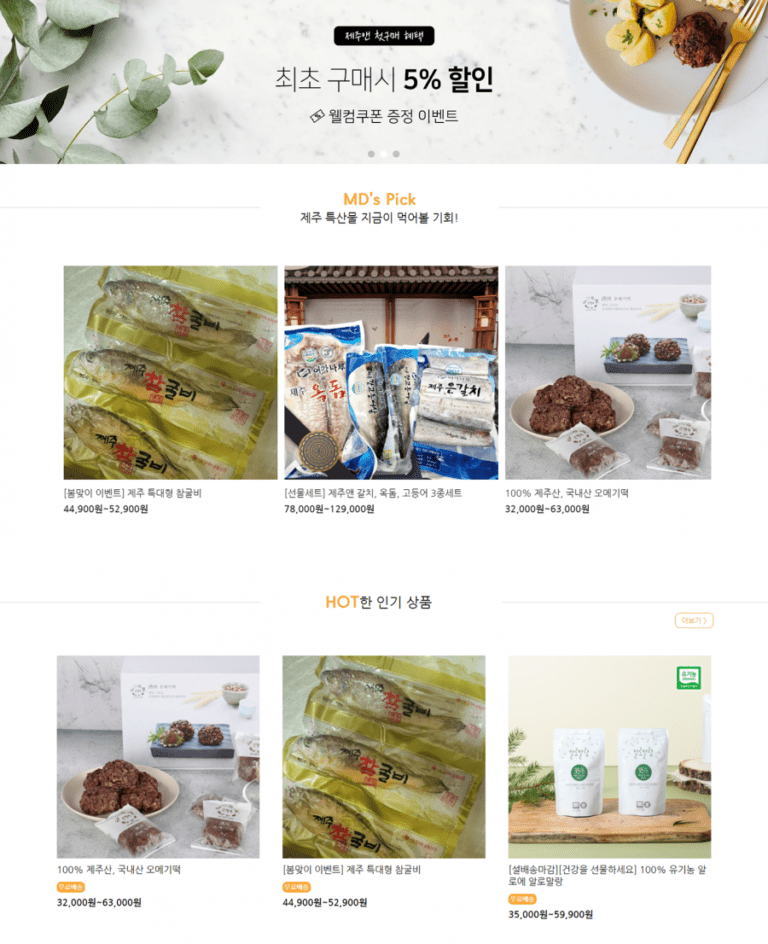 제주앤 첫구매 혜택
최초 구매시 5% 할인
웰컴쿠폰 증정 이벤트
MD's Pick
제주 특산물 지금이 먹어볼 기회!
제주 참굴비
제주 옥돔
제주 은갈치
[봄맞이 이벤트] 제주 특대형 참굴비
44,900원~52,900원
[선물세트] 제주앤 갈치, 옥돔, 고등어 3종세트
78,000원~129,000원
100% 제주산, 국내산 오메기떡
32,000원~63,000원
HOT한 인기 상품
더보기 >
제주 참굴비
유기농
100% 제주산, 국내산 오메기떡
무료배송
32,000원~63,000원
[봄맞이 이벤트] 제주 특대형 참굴비
무료배송
44,900원~52,900원
[설배송마감][건강을 선물하세요] 100% 유기농 알
로에 알로말랑
무료배송
35,000원~59,900원